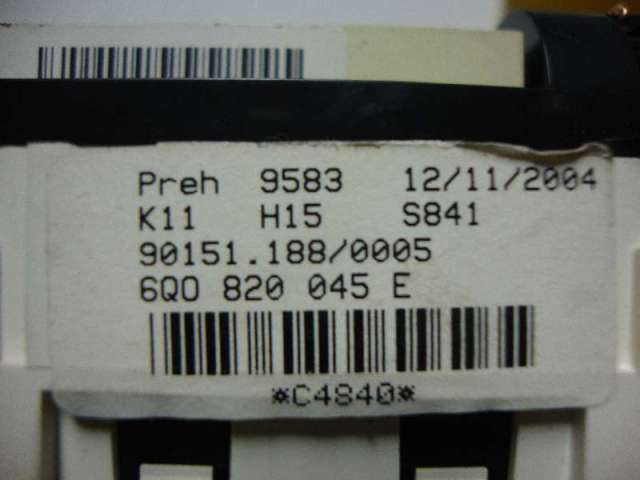 Preh 9583 12/11/2004
K11 H15 S841
90151.188/0005
6Q0 820 045 E
*C4840*